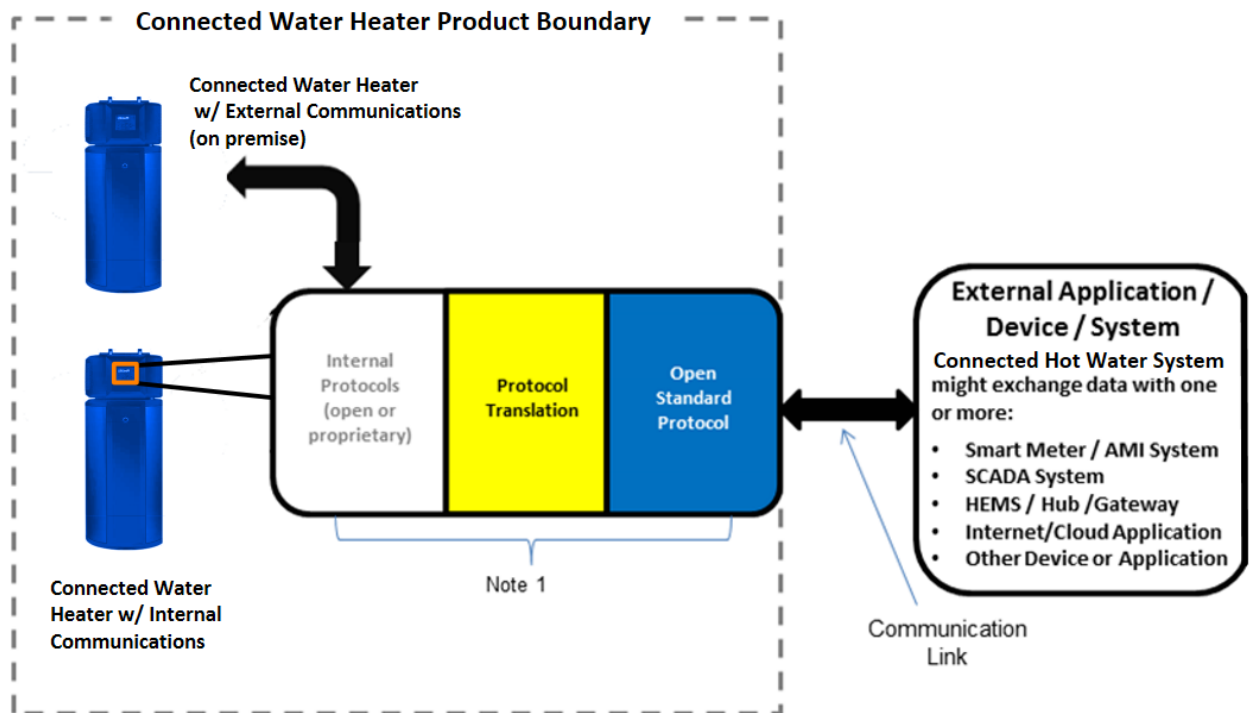 Connected Water Heater Product Boundary
Connected Water Heater
w/ External Communications
(on premise)
Internal
Protocols
(open or
proprietary)
Protocol
Translation
Open
Standard
Protocol
External Application /
Device / System
Connected Hot Water System
might exchange data with one
or more:
• Smart Meter / AMI System
• SCADA System
• HEMS / Hub /Gateway
• Internet/Cloud Application
• Other Device or Application
Note 1
Connected Water
Heater w/ Internal
Communications
Communication
Link